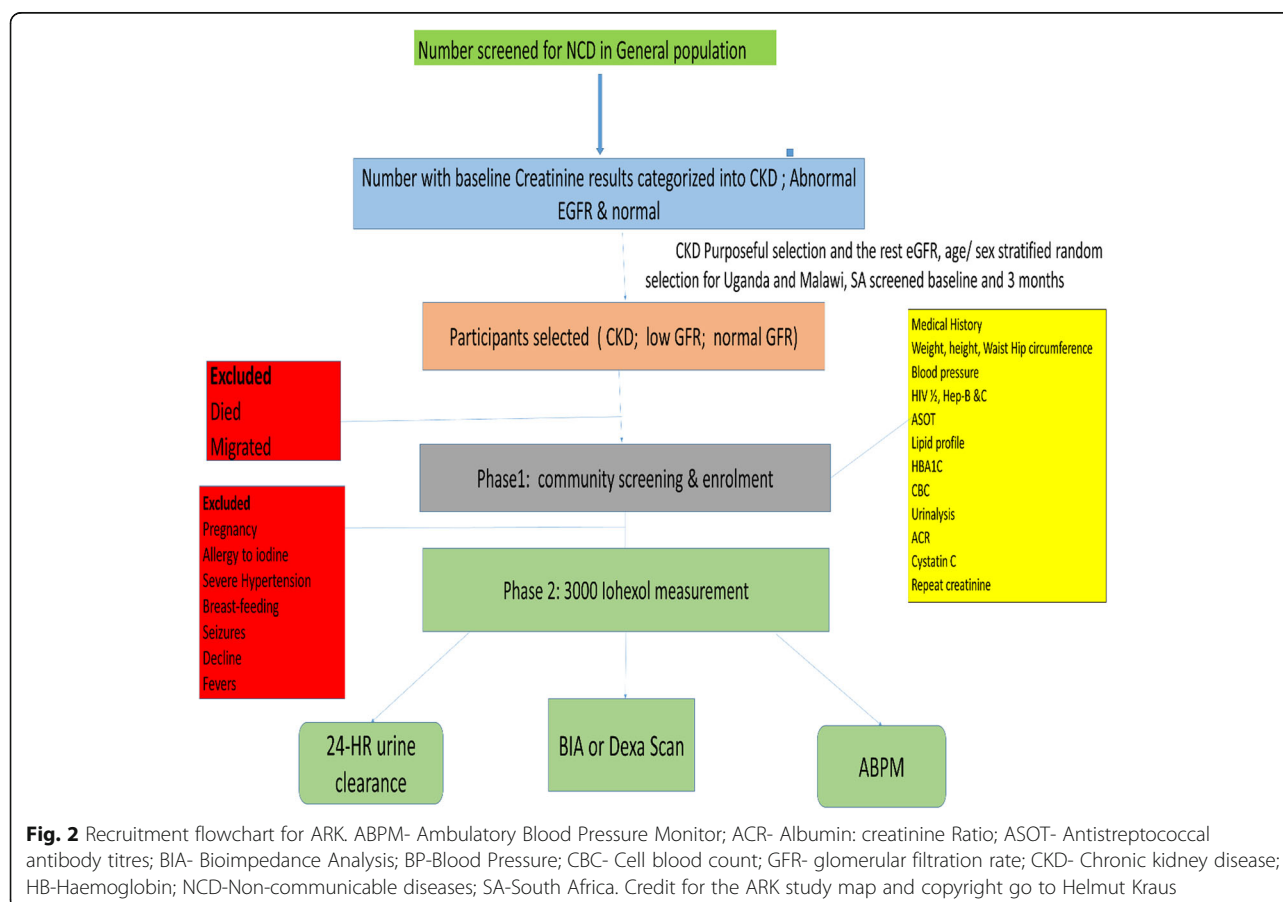 Number screened for NCD in General population
Number with baseline Creatinine results categorized into CKD ; Abnormal
EGFR & normal
CKD Purposeful selection and the rest eGFR, age/ sex stratified random
selection for Uganda and Malawi, SA screened baseline and 3 months
Participants selected ( CKD; low GFR; normal GFR)
Excluded
Died
Migrated
Phase1: community screening & enrolment
Medical History
Weight, height, Waist Hip circumference
Blood pressure
HIV ½, Hep-B &C
ASOT
Lipid profile
HBA1C
CBC
Urinalysis
ACR
Cystatin C
Repeat creatinine
Excluded
Pregnancy
Allergy to iodine
Severe Hypertension
Breast-feeding
Seizures
Decline
Fevers
Phase 2: 3000 Iohexol measurement
24-HR urine
clearance
BIA or Dexa Scan
ABPM
Fig. 2 Recruitment flowchart for ARK. ABPM- Ambulatory Blood Pressure Monitor; ACR- Albumin: creatinine Ratio; ASOT- Antistreptococcal
antibody titres; BIA- Bioimpedance Analysis; BP-Blood Pressure; CBC- Cell blood count; GFR- glomerular filtration rate; CKD- Chronic kidney disease;
HB-Haemoglobin; NCD-Non-communicable diseases; SA-South Africa. Credit for the ARK study map and copyright go to Helmut Kraus